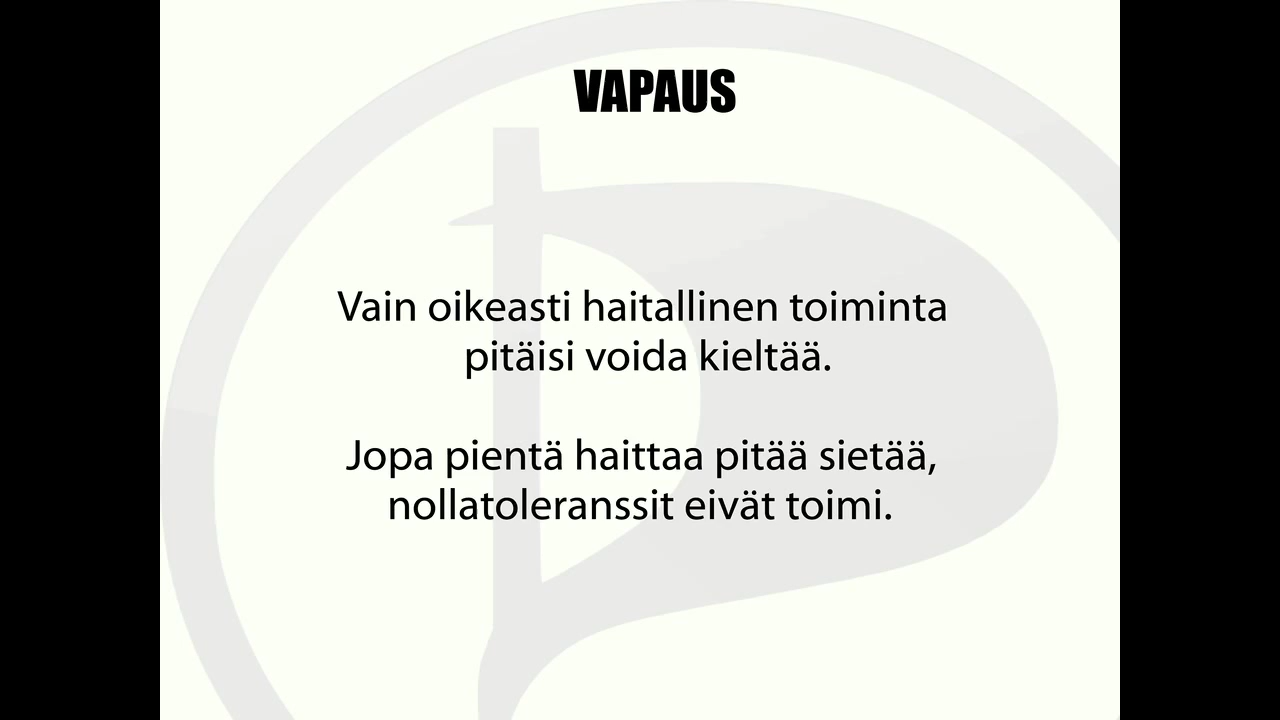 VAPAUS
Vain oikeasti haitallinen toiminta
pitäisi voida kieltää.
Jopa pientä haittaa pitää sietää,
nollatoleranssit eivät toimi.